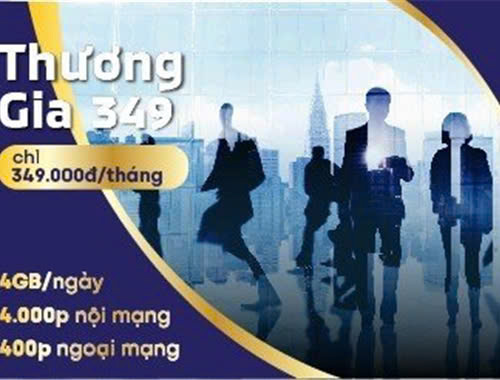 Thương
Gia 349
chỉ
349.000đ/tháng
4GB/ngày
4.000p nội mạng
400p ngoại mạng